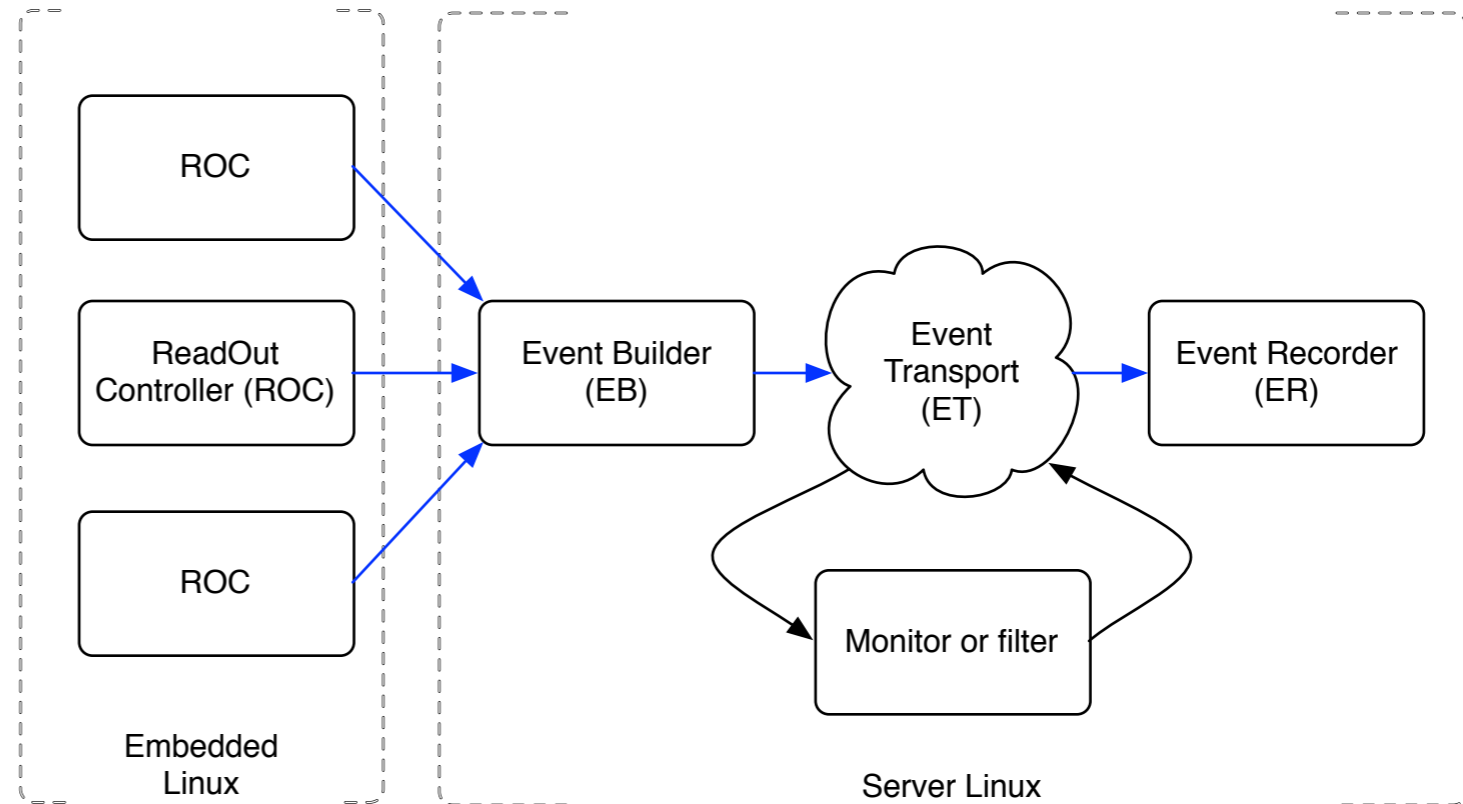 ROC
ReadOut
Controller (ROC)
ROC
Embedded
Linux
Event Builder
(EB)
Event
Transport
(ET)
Event Recorder
(ER)
Monitor or filter
Server Linux